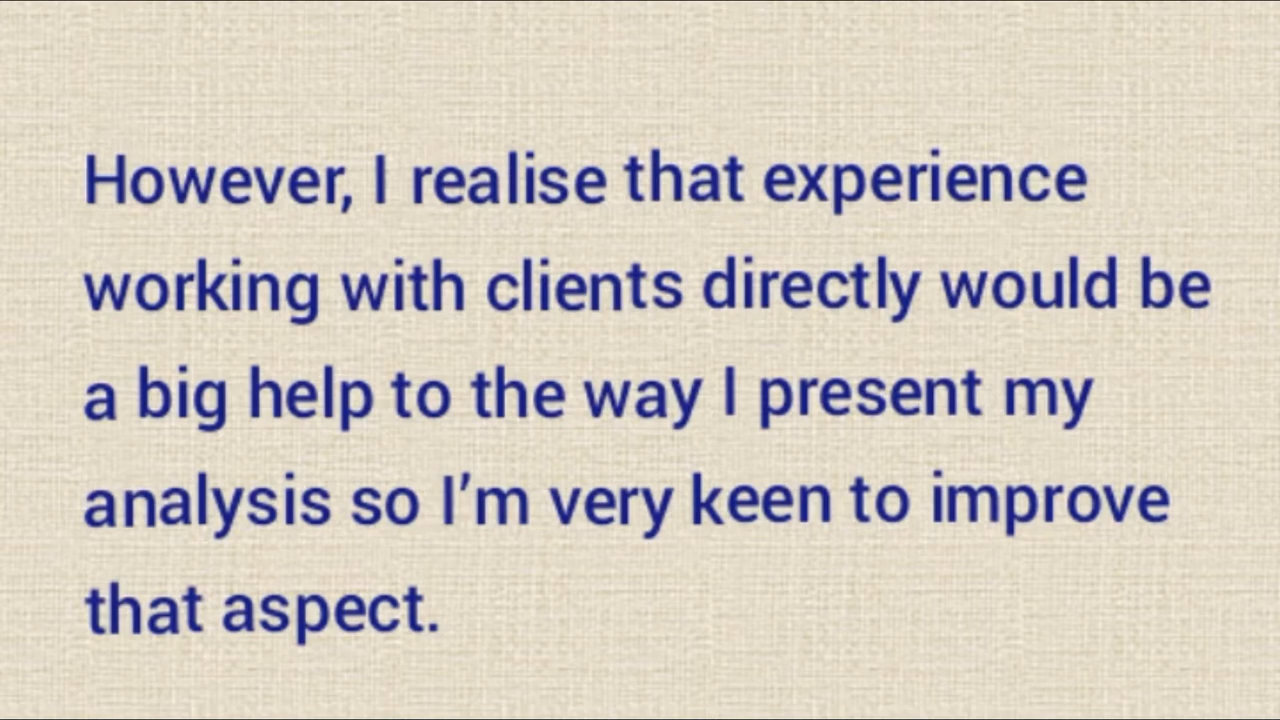 However, I realise that experience
working with clients directly would be
a big help to the way I present my
analysis so I’m very keen to improve
that aspect.